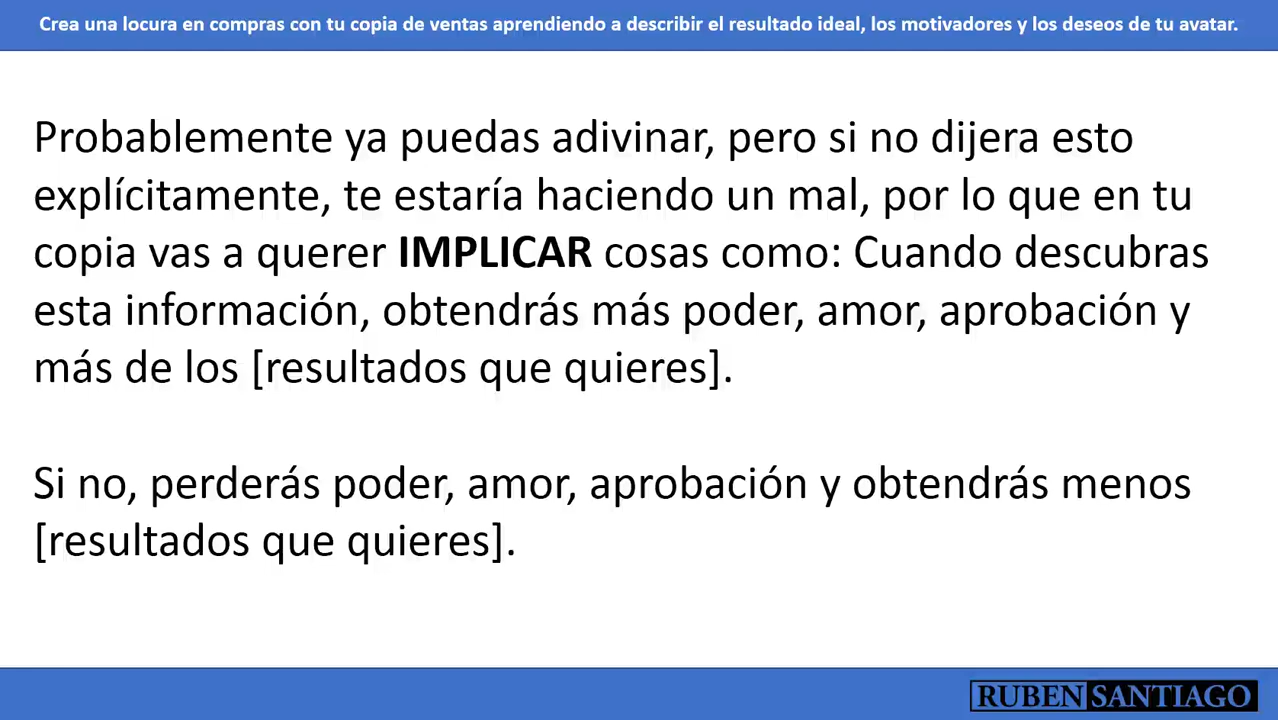 Crea una locura en compras con tu copia de ventas aprendiendo a describir el resultado ideal, los motivadores y los deseos de tu avatar.
Probablemente ya puedas adivinar, pero si no dijera esto
explícitamente, te estaría haciendo un mal, por lo que en tu
copia vas a querer IMPLICAR cosas como: Cuando descubras
esta información, obtendrás más poder, amor, aprobación y
más de los [resultados que quieres].
Si no, perderás poder, amor, aprobación y obtendrás menos
[resultados que quieres].
RUBEN SANTIAGO